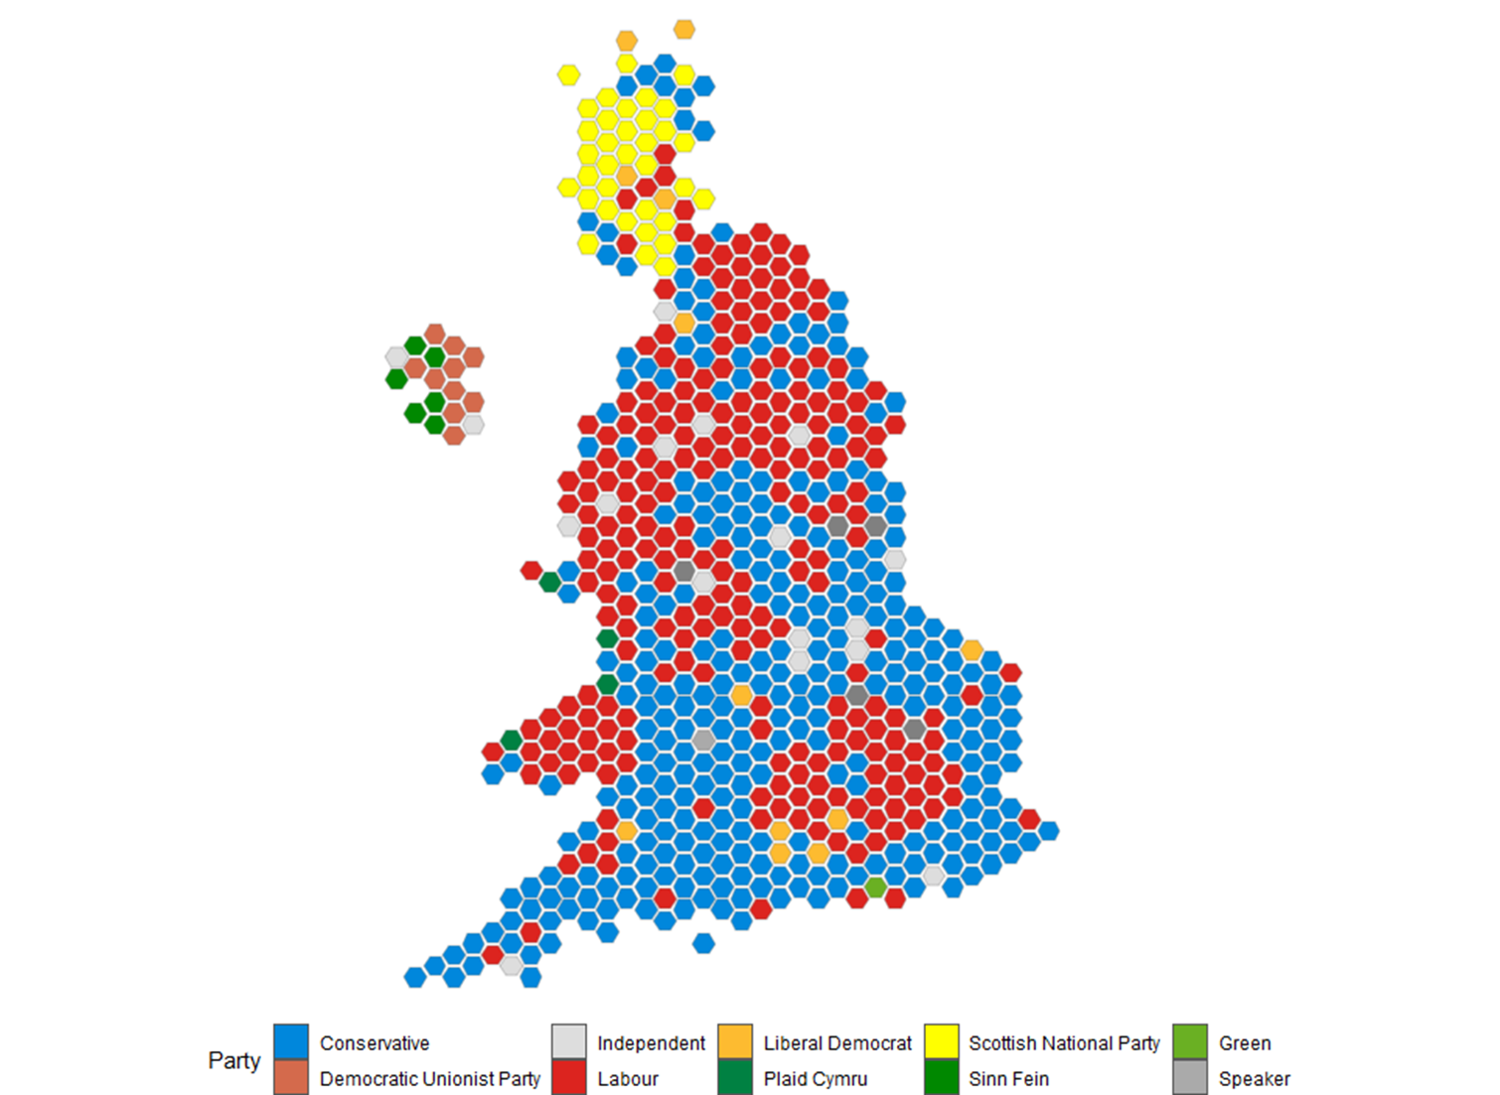 Party
Conservative
Independent
Liberal Democrat
Scottish National Party
Green
Democratic Unionist Party
Labour
Plaid Cymru
Sinn Fein
Speaker